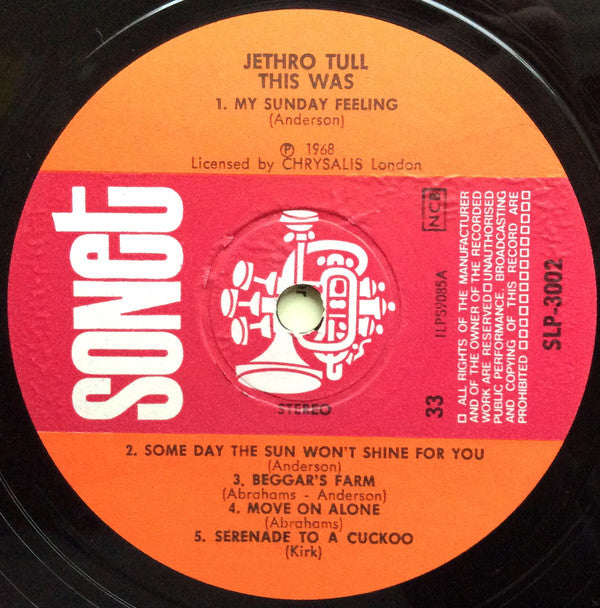 JETHRO TULL
THIS WAS
1. MY SUNDAY FEELING
(Anderson)
Ⓟ 1968
Licensed by CHRYSALIS London
SONET
STEREO
33
ILPS9085A
NCB
□ ALL RIGHTS OF THE MANUFACTURER
AND OF THE OWNER OF THE RECORDED
WORK ARE RESERVED □ UNAUTHORISED
PUBLIC PERFORMANCE, BROADCASTING
AND COPYING OF THIS RECORD ARE
PROHIBITED □ □ □ □ □ □ □ □ □ □ □
SLP-3002
2. SOME DAY THE SUN WON'T SHINE FOR YOU
(Anderson)
3. BEGGAR'S FARM
(Abrahams - Anderson)
4. MOVE ON ALONE
(Abrahams)
5. SERENADE TO A CUCKOO
(Kirk)